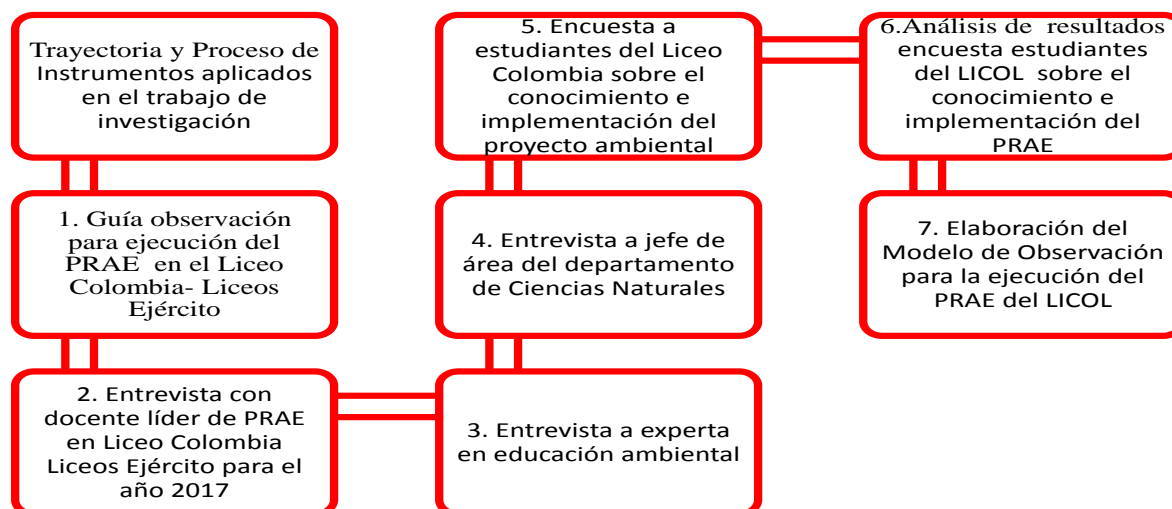 Trayectoria y Proceso de
Instrumentos aplicados
en el trabajo de
investigación
1. Guía observación
para ejecución del
PRAE en el Liceo
Colombia- Liceos
Ejército
2. Entrevista con
docente líder de PRAE
en Liceo Colombia
Liceos Ejército para el
año 2017
3. Entrevista a experta
en educación ambiental
4. Entrevista a jefe de
área del departamento
de Ciencias Naturales
5. Encuesta a
estudiantes del Liceo
Colombia sobre el
conocimiento e
implementación del
proyecto ambiental
6.Análisis de resultados
encuesta estudiantes
del LICOL sobre el
conocimiento e
implementación del
PRAE
7. Elaboración del
Modelo de Observación
para la ejecución del
PRAE del LICOL